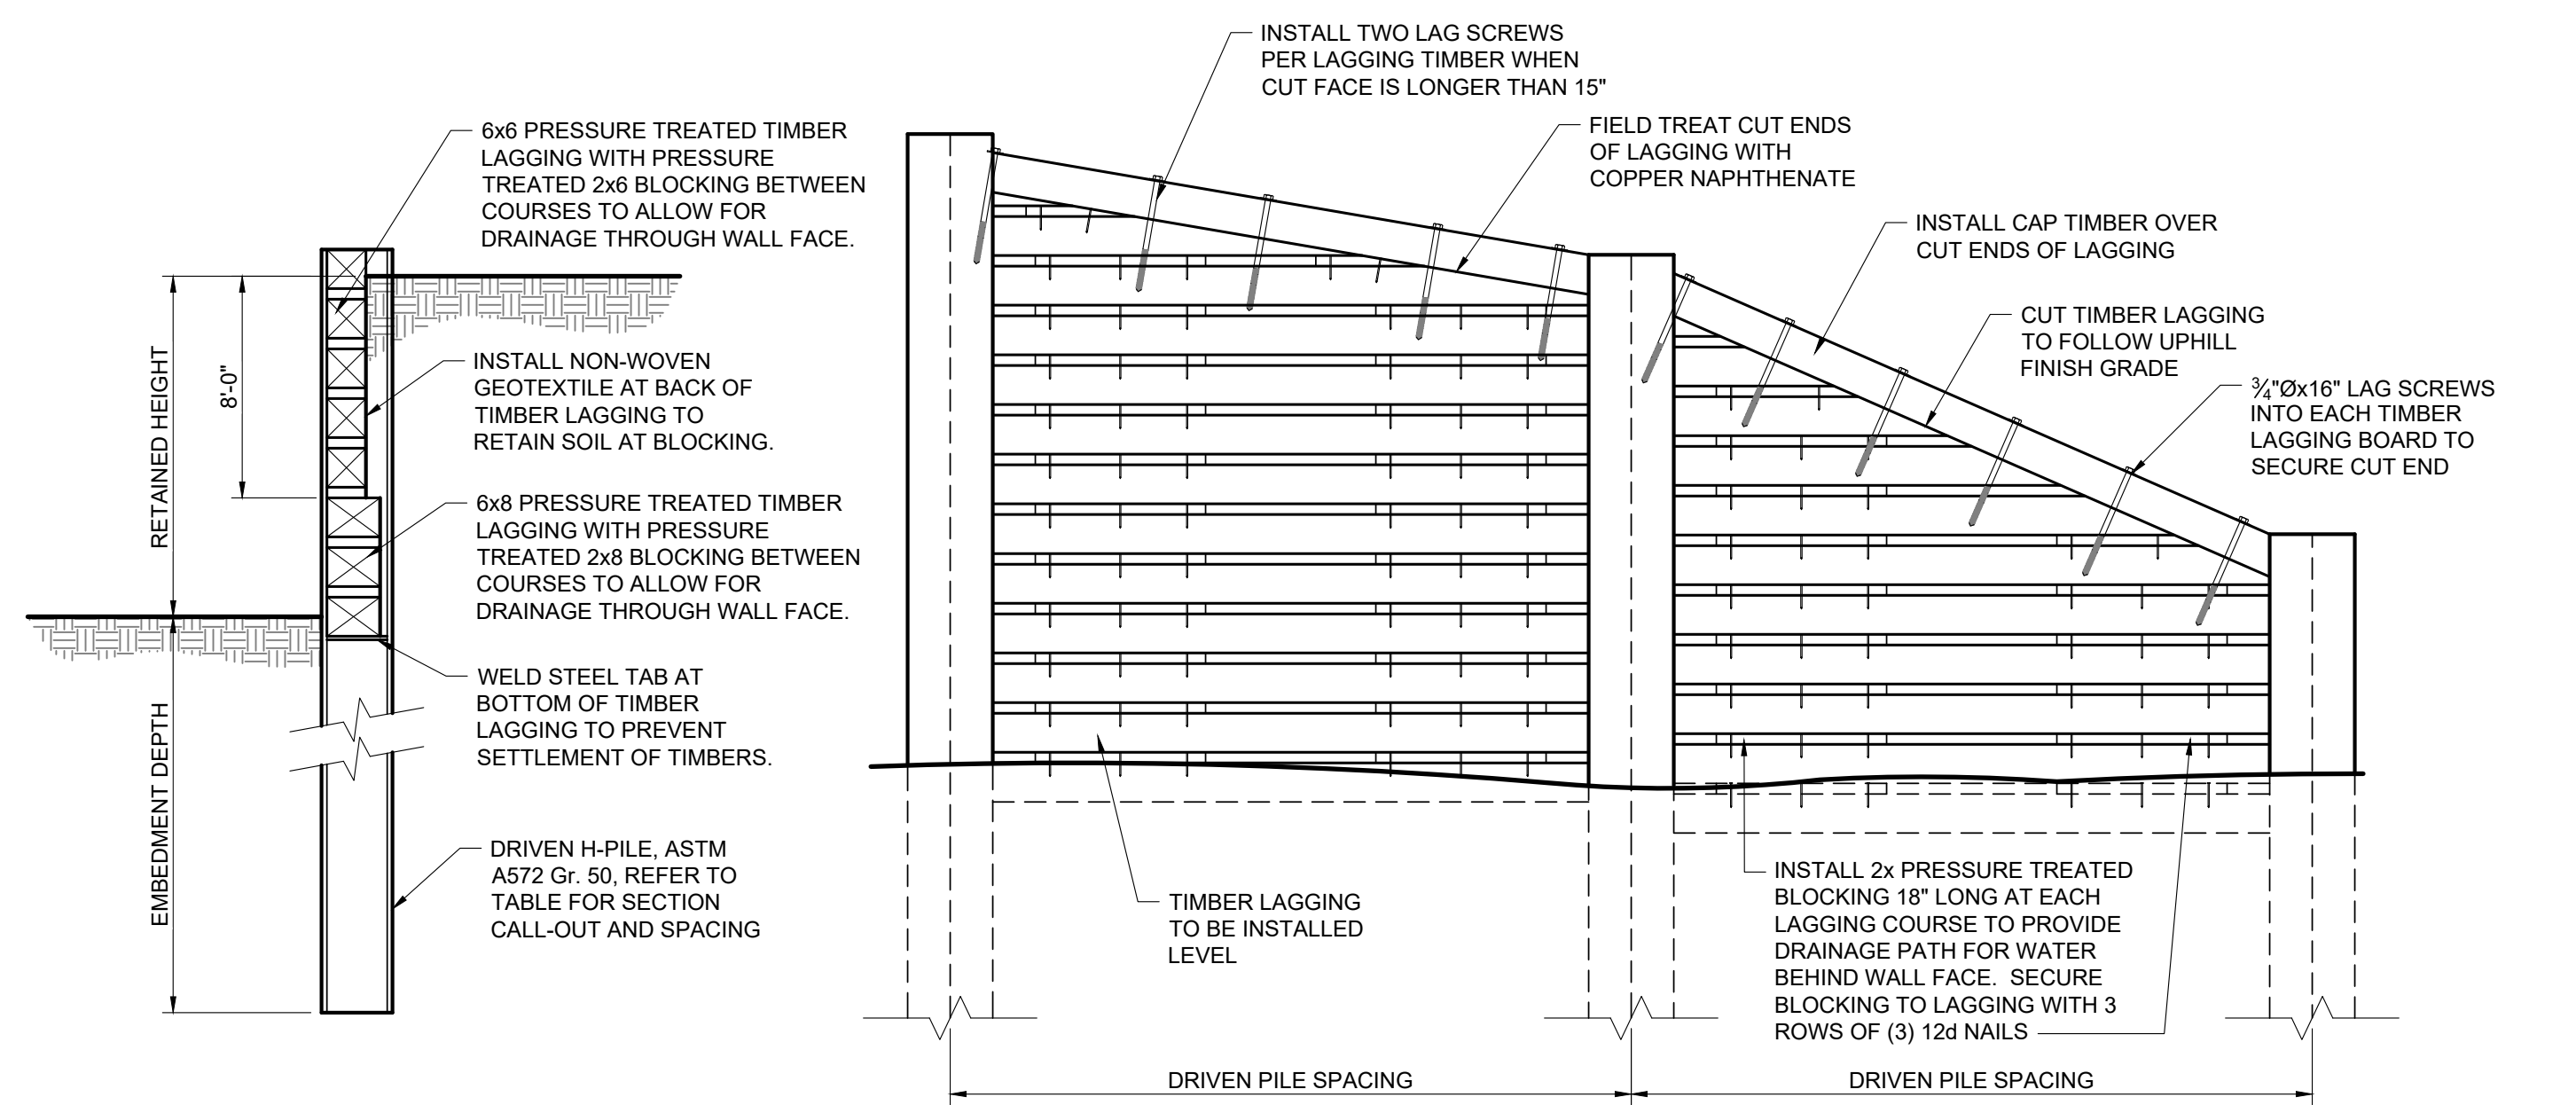 INSTALL TWO LAG SCREWS
PER LAGGING TIMBER WHEN
CUT FACE IS LONGER THAN 15"
6x6 PRESSURE TREATED TIMBER
LAGGING WITH PRESSURE
TREATED 2x6 BLOCKING BETWEEN
COURSES TO ALLOW FOR
DRAINAGE THROUGH WALL FACE.
FIELD TREAT CUT ENDS
OF LAGGING WITH
COPPER NAPHTHENATE
INSTALL CAP TIMBER OVER
CUT ENDS OF LAGGING
CUT TIMBER LAGGING
TO FOLLOW UPHILL
FINISH GRADE
¾"Øx16" LAG SCREWS
INTO EACH TIMBER
LAGGING BOARD TO
SECURE CUT END
RETAINED HEIGHT
8'-0"
INSTALL NON-WOVEN
GEOTEXTILE AT BACK OF
TIMBER LAGGING TO
RETAIN SOIL AT BLOCKING.
6x8 PRESSURE TREATED TIMBER
LAGGING WITH PRESSURE
TREATED 2x8 BLOCKING BETWEEN
COURSES TO ALLOW FOR
DRAINAGE THROUGH WALL FACE.
WELD STEEL TAB AT
BOTTOM OF TIMBER
LAGGING TO PREVENT
SETTLEMENT OF TIMBERS.
EMBEDMENT DEPTH
DRIVEN H-PILE, ASTM
A572 Gr. 50, REFER TO
TABLE FOR SECTION
CALL-OUT AND SPACING
TIMBER LAGGING
TO BE INSTALLED
LEVEL
INSTALL 2x PRESSURE TREATED
BLOCKING 18" LONG AT EACH
LAGGING COURSE TO PROVIDE
DRAINAGE PATH FOR WATER
BEHIND WALL FACE.  SECURE
BLOCKING TO LAGGING WITH 3
ROWS OF (3) 12d NAILS
DRIVEN PILE SPACING
DRIVEN PILE SPACING